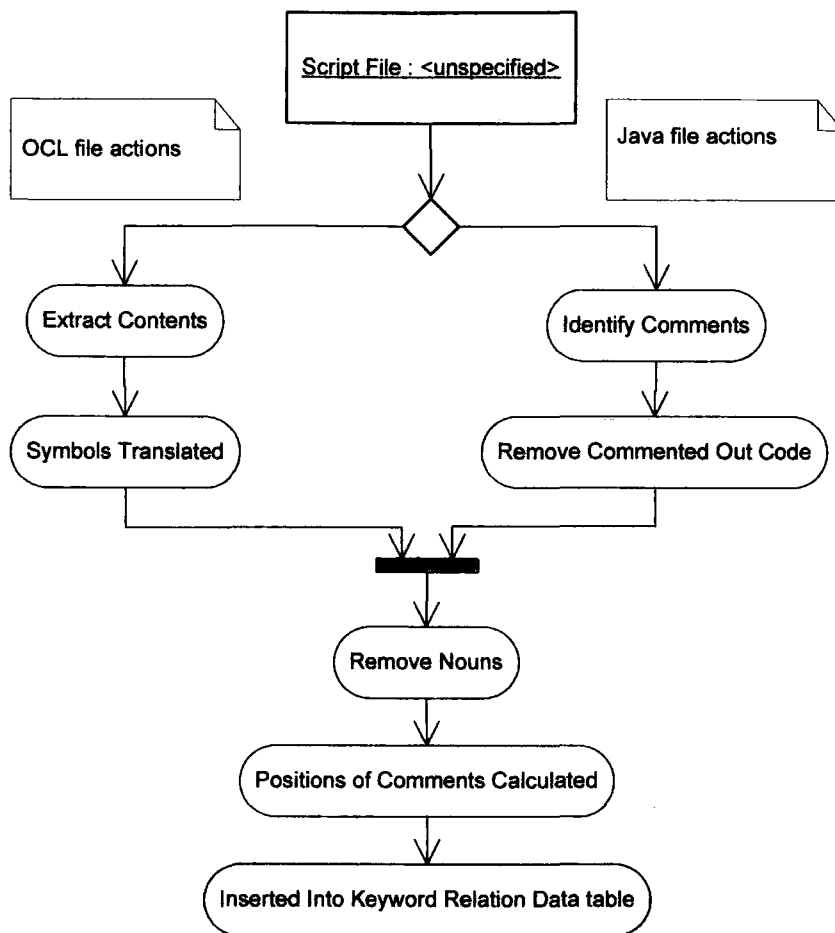 Script File : <unspecified>
OCL file actions
Java file actions
Extract Contents
Identify Comments
Symbols Translated
Remove Commented Out Code
Remove Nouns
Positions of Comments Calculated
Inserted Into Keyword Relation Data table